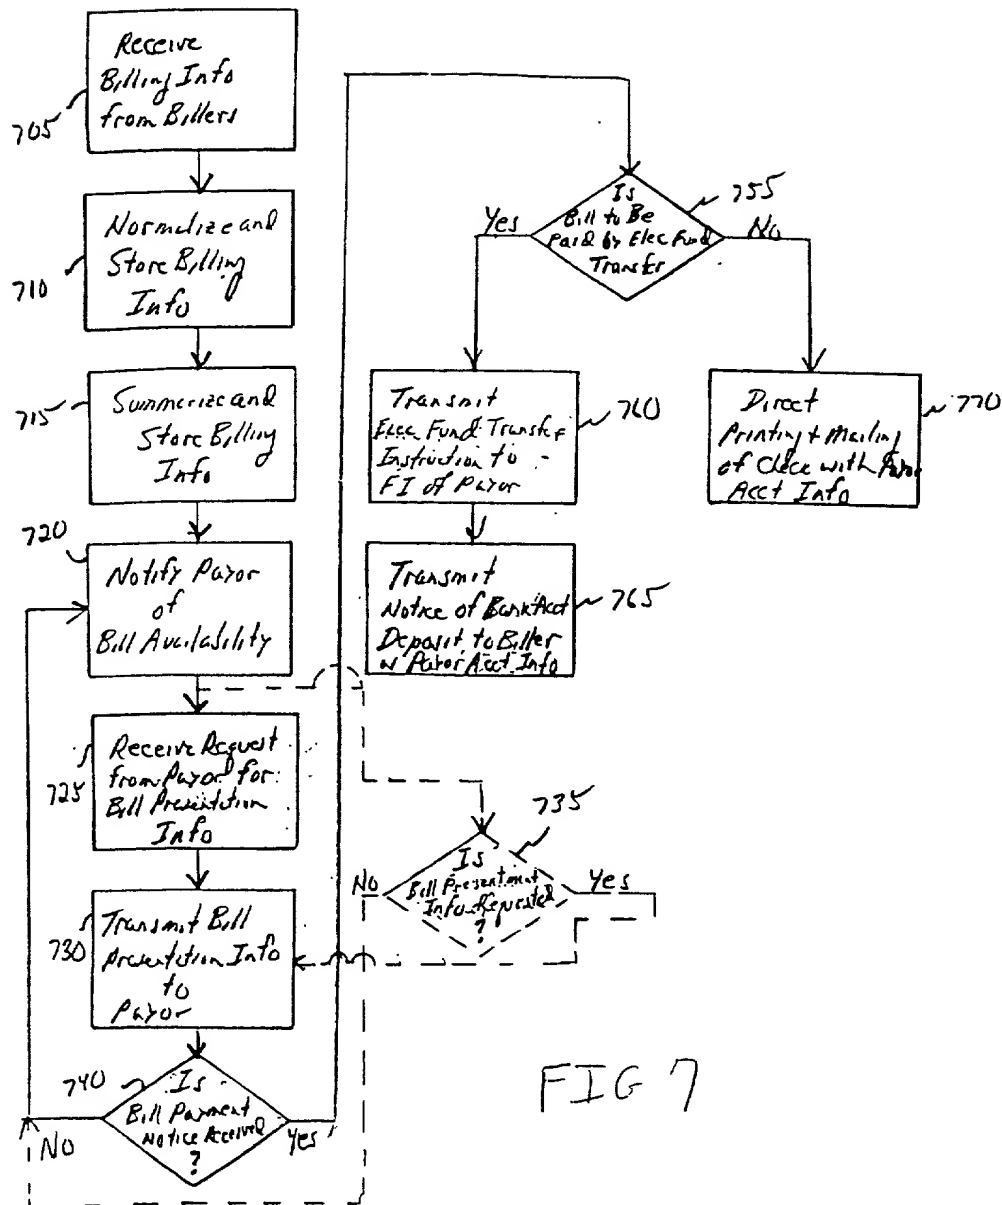 Receive
Billing Info
from Billers
705
Normalize and
Store Billing
Info
710
Summerize and
Store Billing
Info
715
720
Notify Payor
of
Bill Availability
Receive Request
from Payor for
Bill Presentation
Info
725
Transmit Bill
Presentation Info
to
Payor
730
740
Is
Bill Payment
Notice Received
?
No
Yes
Is
Bill to Be
Paid by Elec Fund
Transfer
755
Yes
No
Transmit
Elec Fund Transfer
Instruction to
FI of Payor
760
Direct
Printing + Mailing
of Check with Payor
Acct Info
770
Transmit
Notice of Bank Acct
Deposit to Biller
w Payor Acct Info
765
735
Is
Bill Presentment
Info Requested
?
No
Yes
FIG 7